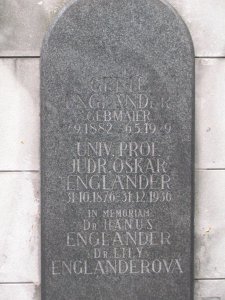 GRETE
ENGLÄNDER
GEB. MAIER
UNIV. PROF.
JUDR. OSKAR
ENGLÄNDER
31.10.1876–31.12.1936
IN MEMORIAM
DR. HANUŠ
ENGLÄNDER
DR. LILY
ENGLÄNDEROVÁ